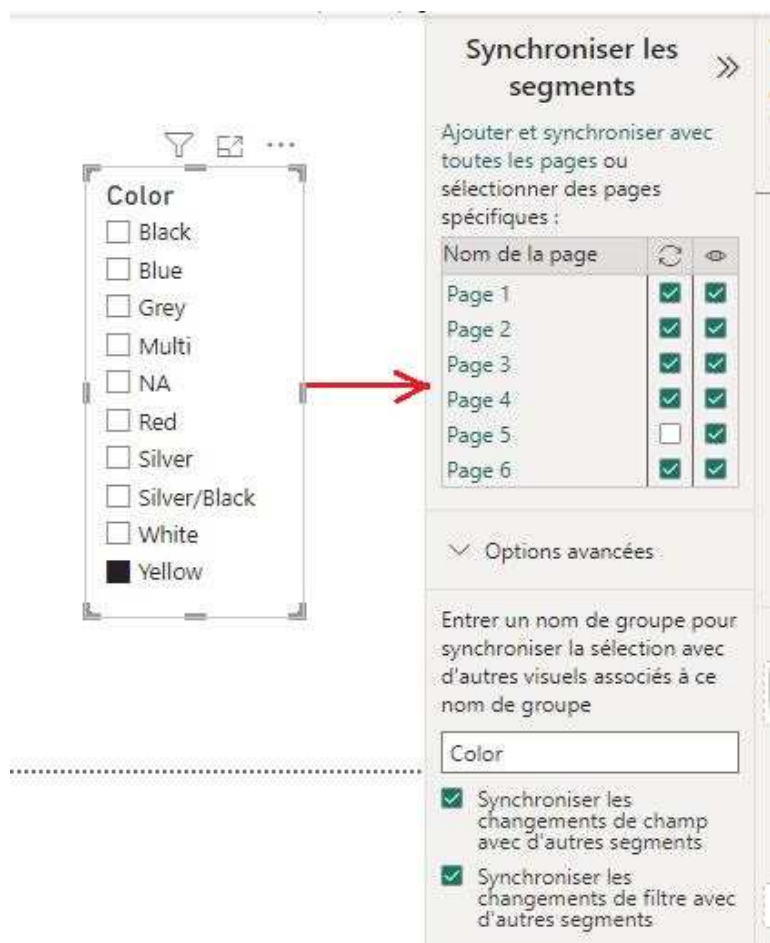 Synchroniser les
segments
Ajouter et synchroniser avec
toutes les pages ou
sélectionner des pages
spécifiques :
Nom de la page
Page 1
Page 2
Page 3
Page 4
Page 5
Page 6
Options avancées
Entrer un nom de groupe pour
synchroniser la sélection avec
d'autres visuels associés à ce
nom de groupe
Color
Synchroniser les
changements de champ
avec d'autres segments
Synchroniser les
changements de filtre avec
d'autres segments
Color
Black
Blue
Grey
Multi
NA
Red
Silver
Silver/Black
White
Yellow